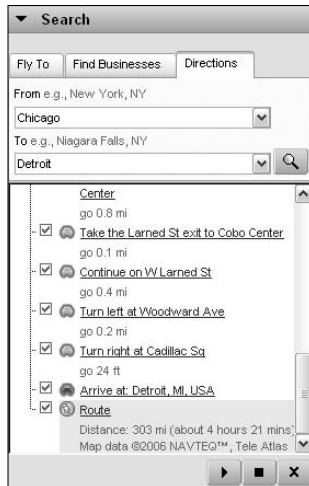 Search
Fly To Find Businesses Directions
From e.g., New York, NY
Chicago
To e.g., Niagara Falls, NY
Detroit
Center
go 0.8 mi
Take the Larned St exit to Cobo Center
go 0.1 mi
Continue on W Larned St
go 0.4 mi
Turn left at Woodward Ave
go 0.2 mi
Turn right at Cadillac Sq
go 24 ft
Arrive at: Detroit, MI, USA
Route
Distance: 303 mi (about 4 hours 21 mins)
Map data ©2006 NAVTEQ™, Tele Atlas